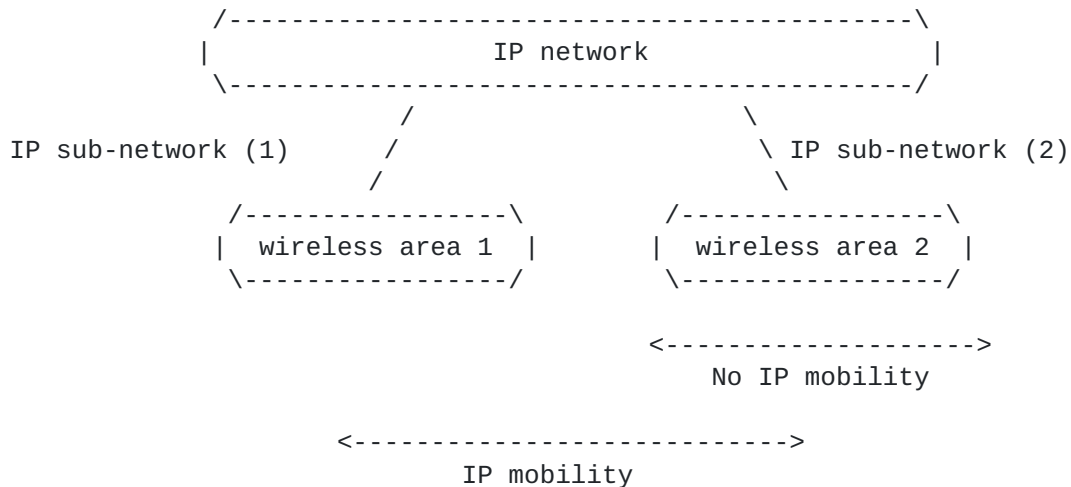 IP network
IP sub-network (1) IP sub-network (2)
wireless area 1 wireless area 2
No IP mobility
IP mobility